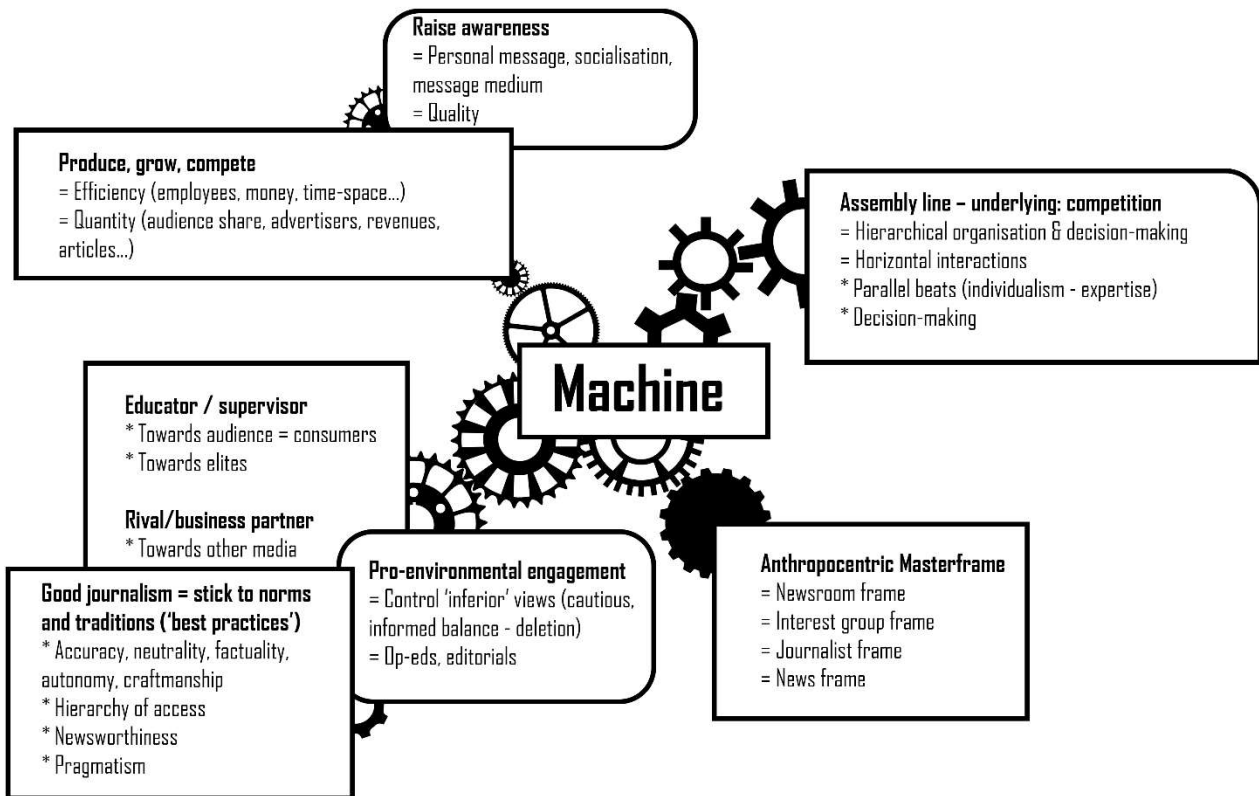 Raise awareness
= Personal message, socialisation,
message medium
= Quality
Produce, grow, compete
= Efficiency (employees, money, time-space...)
= Quantity (audience share, advertisers, revenues,
articles...)
Assembly line – underlying: competition
= Hierarchical organisation & decision-making
= Horizontal interactions
* Parallel beats (individualism - expertise)
* Decision-making
Machine
Educator / supervisor
* Towards audience = consumers
* Towards elites
Rival/business partner
* Towards other media
Good journalism = stick to norms
and traditions (‘best practices’)
* Accuracy, neutrality, factuality,
autonomy, craftmanship
* Hierarchy of access
* Newsworthiness
* Pragmatism
Pro-environmental engagement
= Control ‘inferior’ views (cautious,
informed balance - deletion)
= Op-eds, editorials
Anthropocentric Masterframe
= Newsroom frame
= Interest group frame
= Journalist frame
= News frame